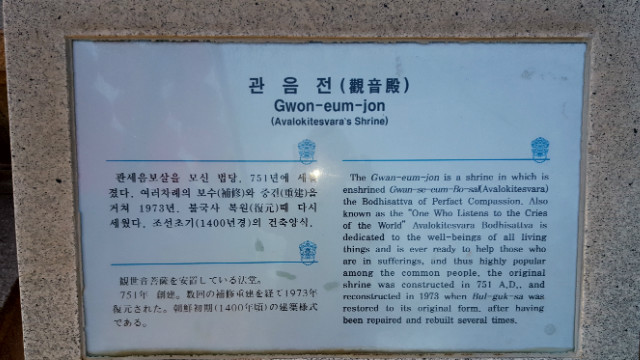 관 음 전 (觀音殿)
Gwon-eum-jon
(Avalokitesvara's Shrine)
관세음보살을 모신 법당. 751년에
졌다. 여러차례의 보수(補修)와 중건(重建)을
거쳐 1973년. 불국사 복원(復元)때 다시
세웠다. 조선초기(1400년경)의 건축양식.
観世音菩薩を安置している法堂。
751年 創建。数回の補修重建を経て1973年
復元された。朝鮮初期(1400年頃)の建築様式
である。
The Gwan-eum-jon is a shrine in which is
enshrined Gwan-se-eum-Bo-sal(Avalokitesvara)
the Bodhisattva of Perfact Compassion. Also
known as the "One Who Listens to the Cries
of the World" Avalokitesvara Bodhisattva is
dedicated to the well-beings of all living
things and is ever ready to help those who
are in sufferings, and thus highly popular
among the common people, the original
shrine was constructed in 751 A,D,, and
reconstructed in 1973 when Bul-guk-sa was
restored to its original form, after having
been repaired and rebuilt several times,